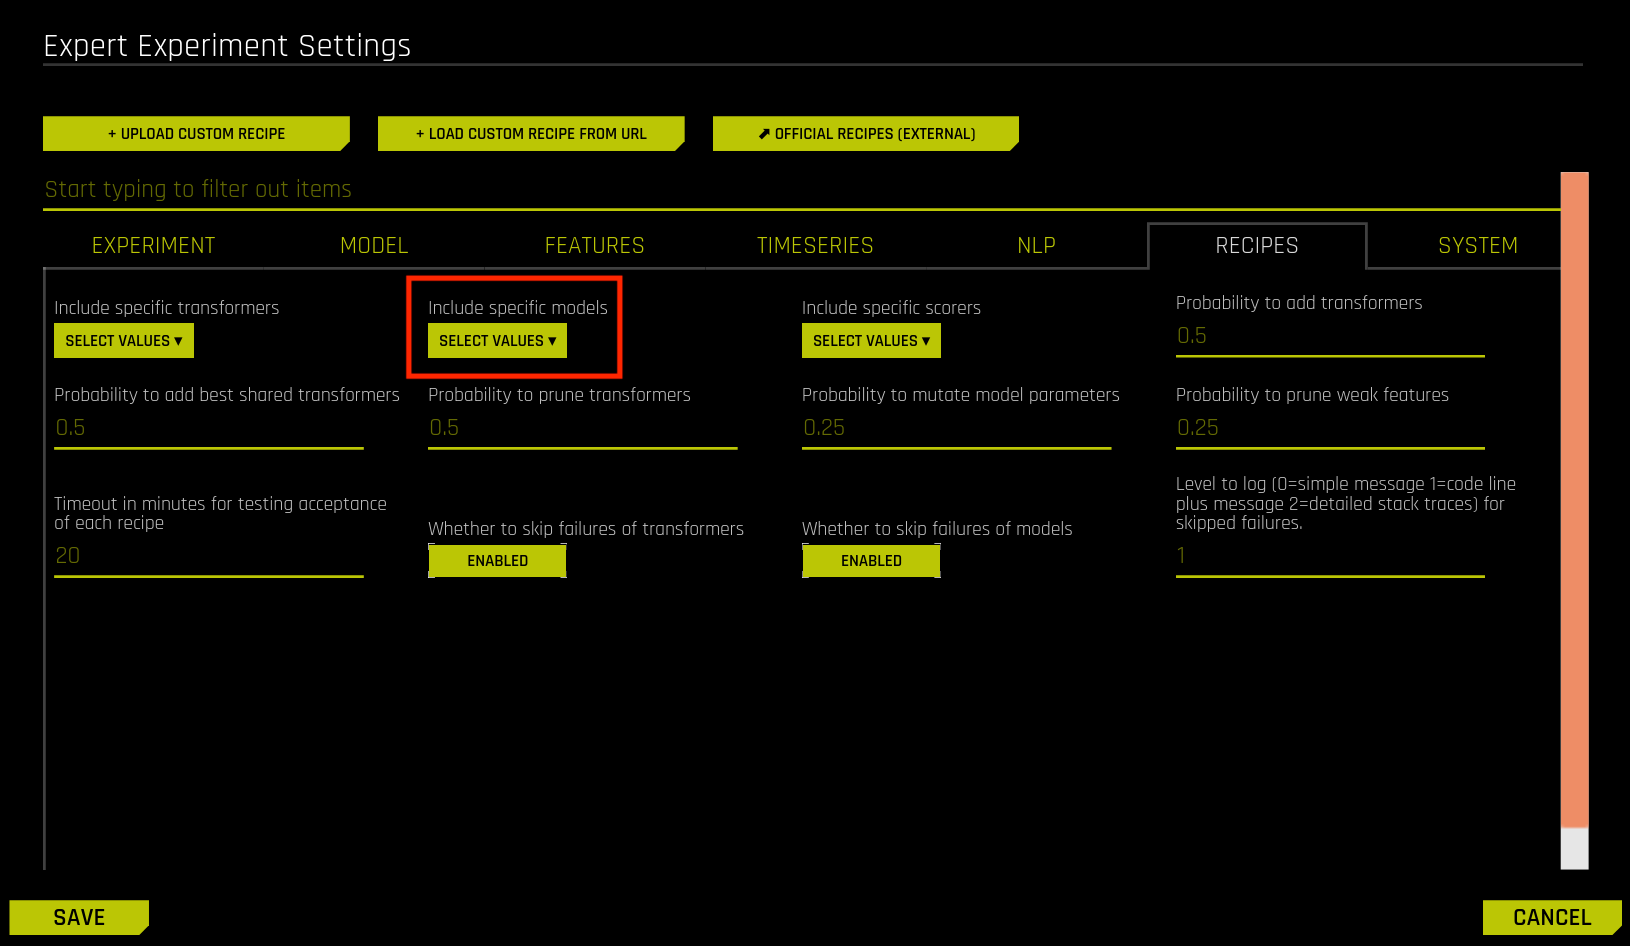 Expert Experiment Settings
+ UPLOAD CUSTOM RECIPE
+ LOAD CUSTOM RECIPE FROM URL
⬈ OFFICIAL RECIPES (EXTERNAL)
Start typing to filter out items
EXPERIMENT
MODEL
FEATURES
TIMESERIES
NLP
RECIPES
SYSTEM
Include specific transformers
SELECT VALUES ▾
Include specific models
SELECT VALUES ▾
Include specific scorers
SELECT VALUES ▾
Probability to add transformers
0.5
Probability to add best shared transformers
0.5
Probability to prune transformers
0.5
Probability to mutate model parameters
0.25
Probability to prune weak features
0.25
Timeout in minutes for testing acceptance
of each recipe
20
Whether to skip failures of transformers
ENABLED
Whether to skip failures of models
ENABLED
Level to log (0=simple message 1=code line
plus message 2=detailed stack traces) for
skipped failures.
1
SAVE
CANCEL